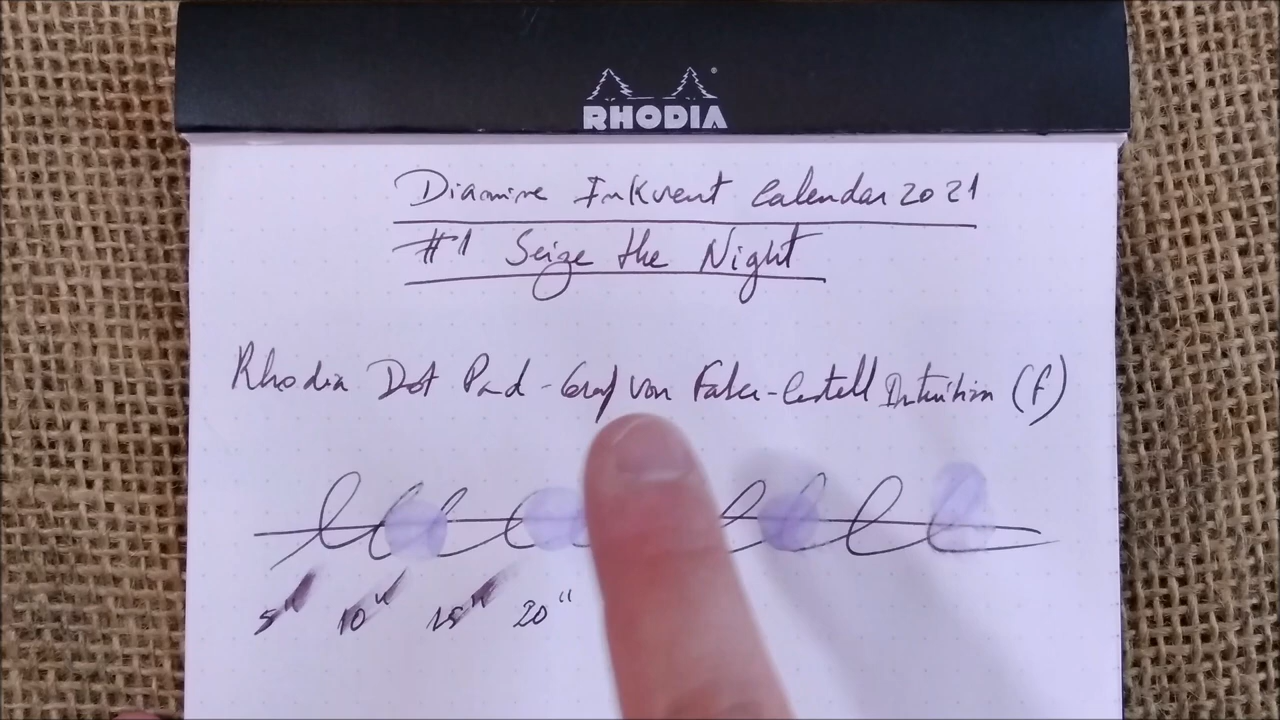 RHODIA
Diamine InKvent Calendar 2021
#1 Seize the Night
Rhodia Dot Pad - Graf von Faber-Castell Intuition (f)
5" 10" 15" 20"